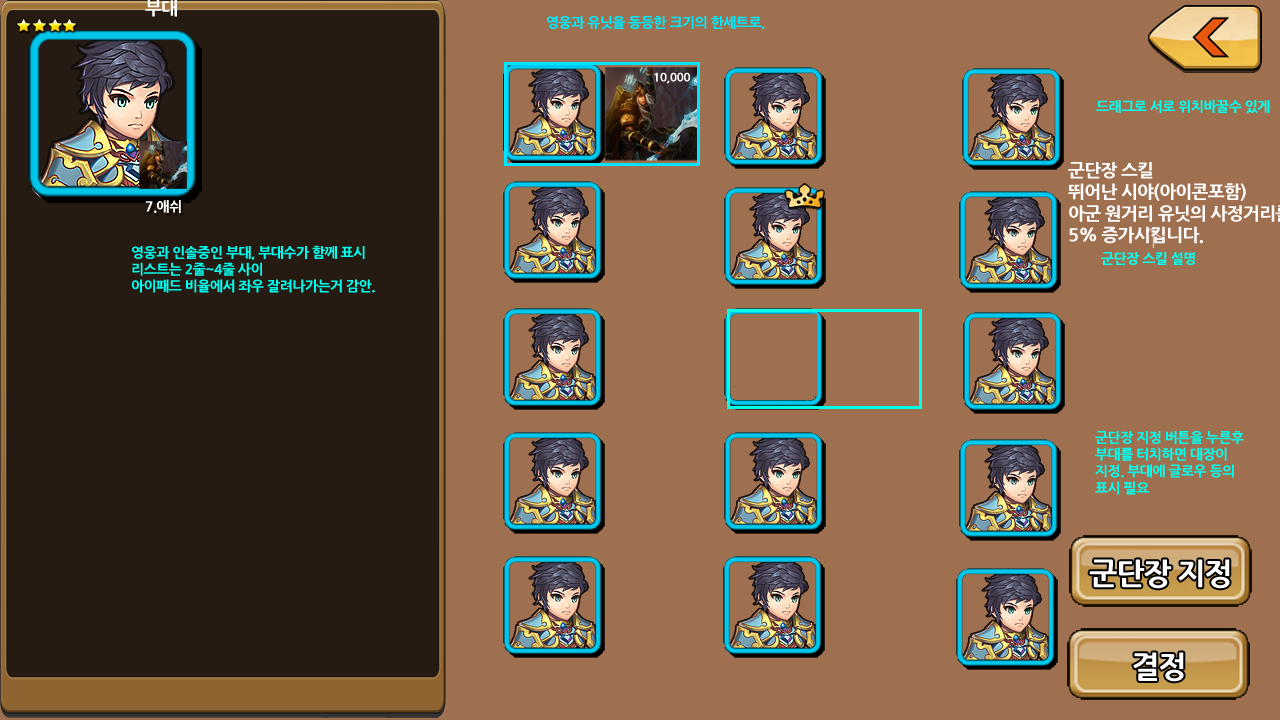 부대
영웅과 유닛을 동등한 크기의 한세트로.
10,000
드래그로 서로 위치바꿀수 있게
군단장 스킬
뛰어난 시야(아이콘포함)
아군 원거리 유닛의 사정거리를
5% 증가시킵니다.
군단장 스킬 설명
7.애쉬
영웅과 인솔중인 부대, 부대수가 함께 표시
리스트는 2줄~4줄 사이
아이패드 비율에서 좌우 잘려나가는거 감안.
군단장 지정 버튼을 누른후
부대를 터치하면 대장이
지정. 부대에 글로우 등의
표시 필요
군단장 지정
결정